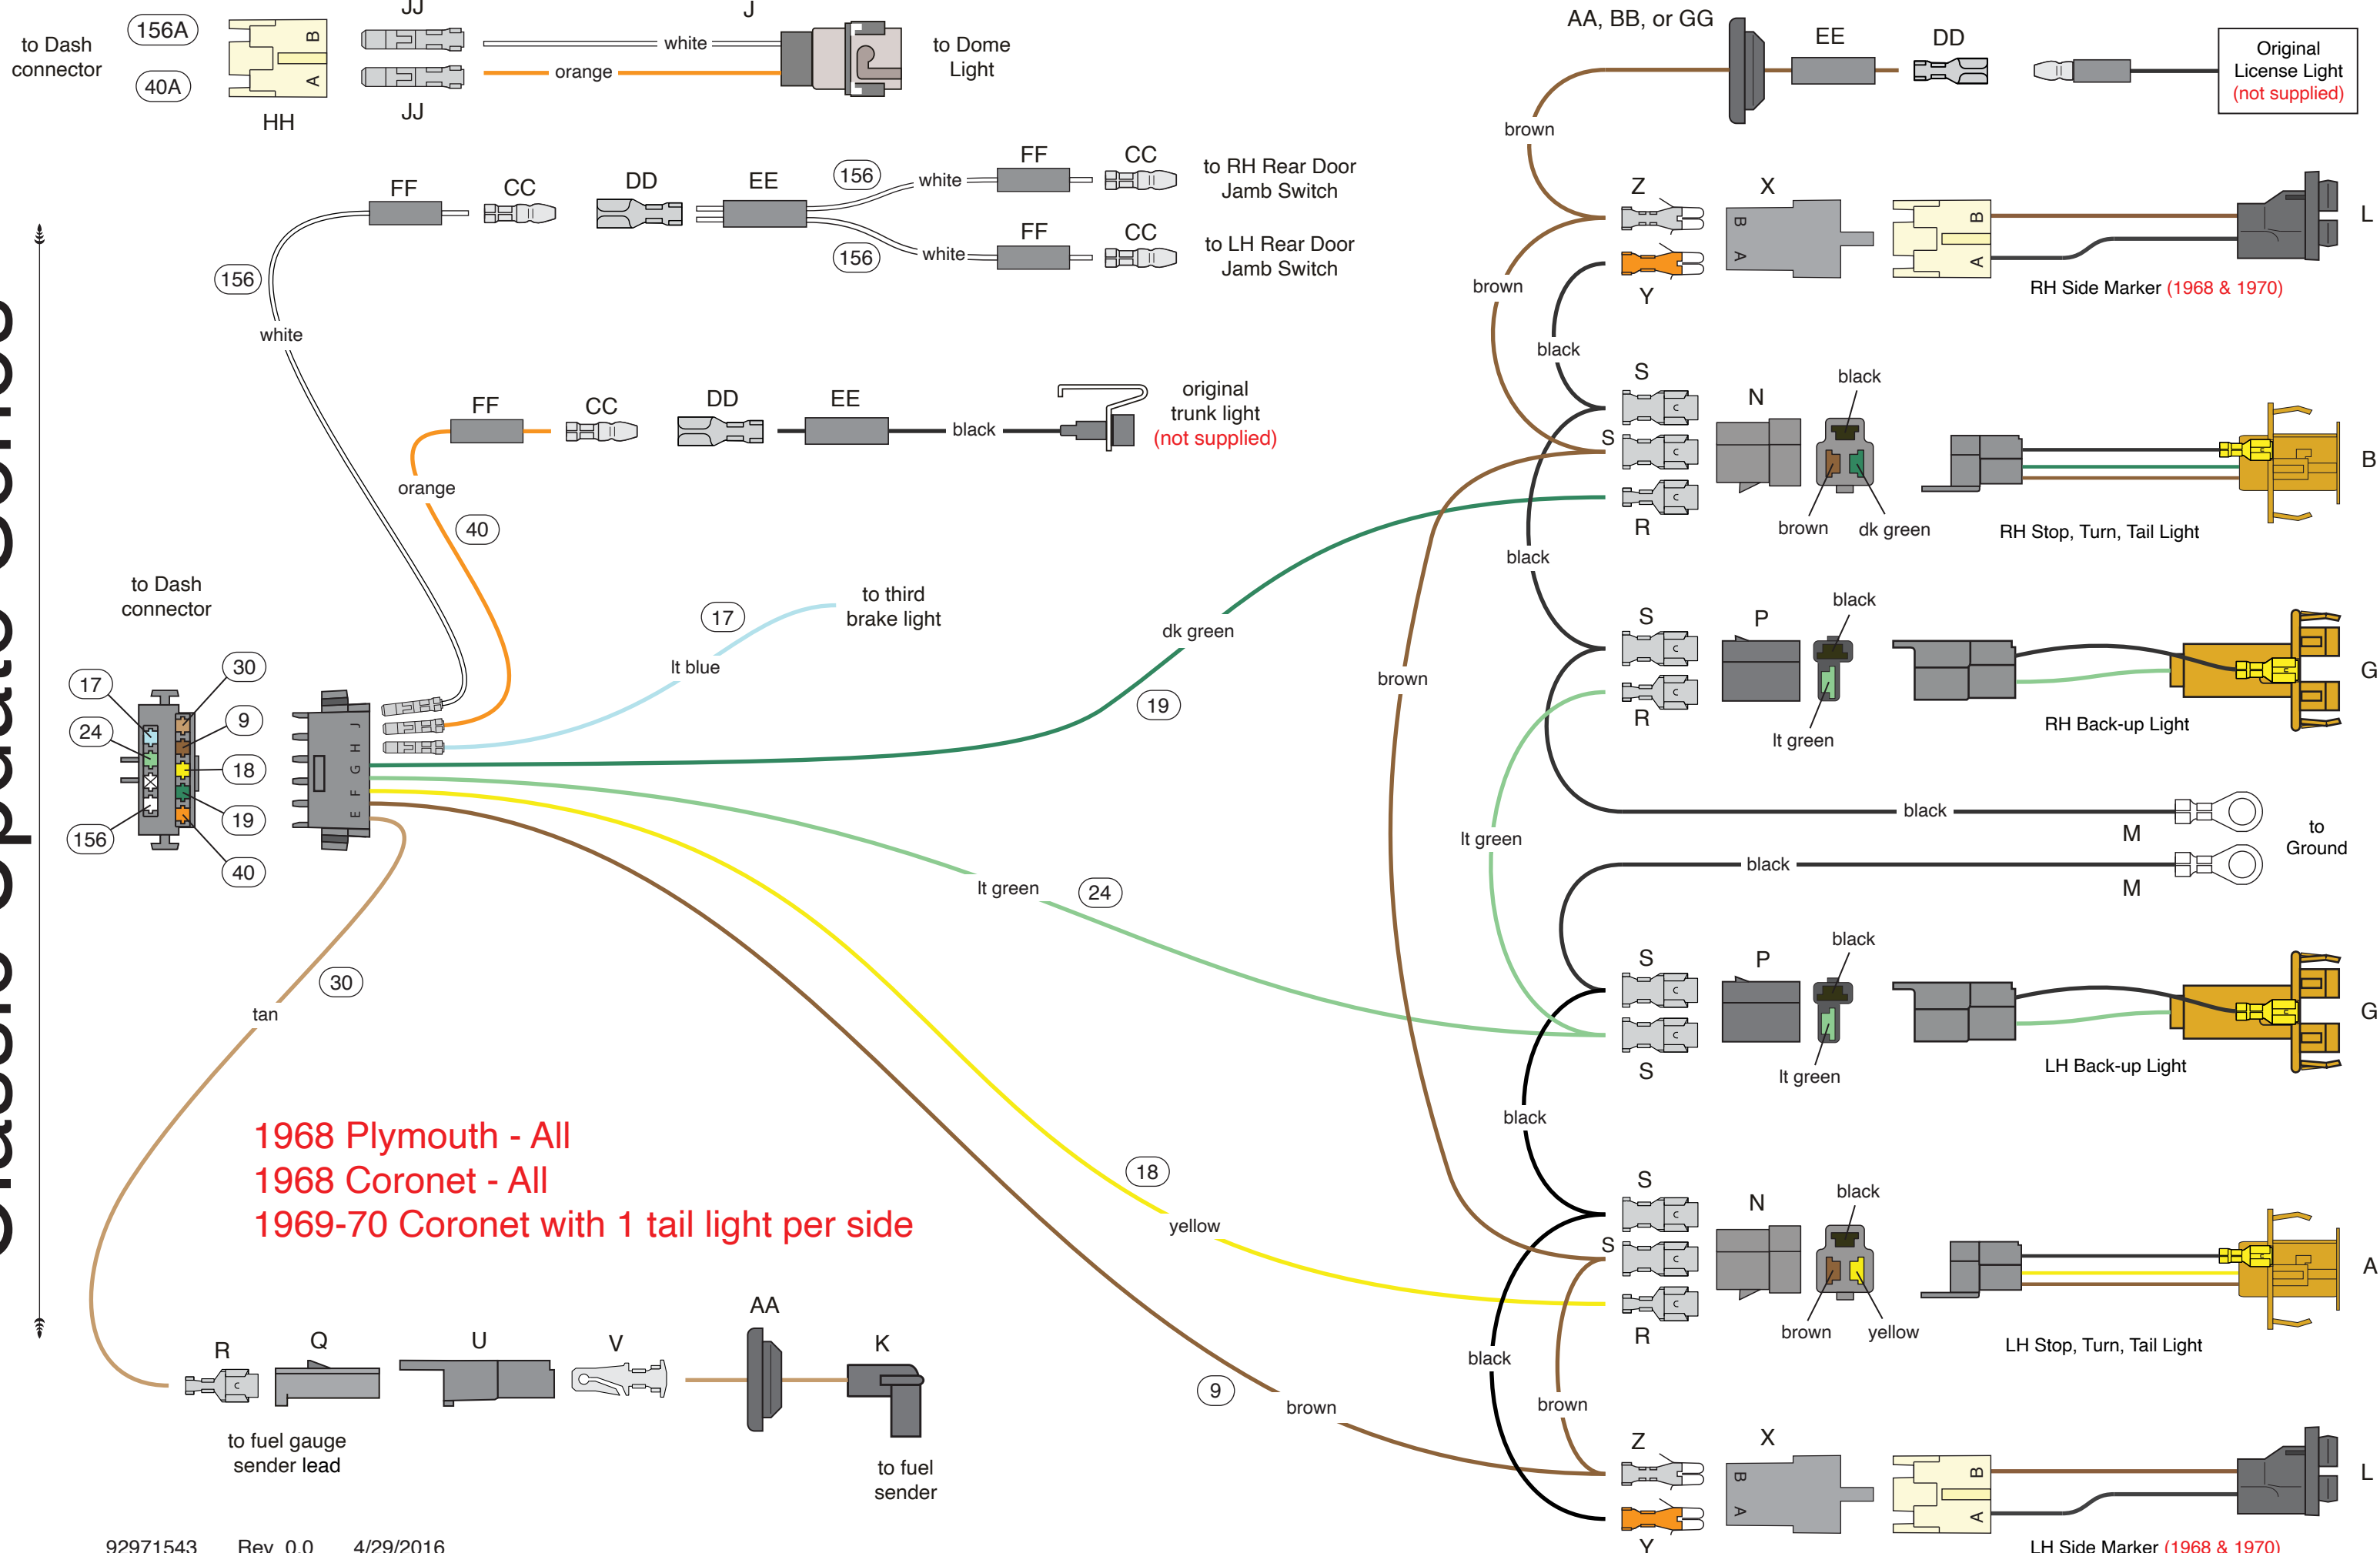 JJ
J
156A
40A
to Dash
connector
B
A
HH
JJ
white
orange
to Dome
Light
AA, BB, or GG
EE
DD
Original
License Light
(not supplied)
brown
FF
CC
DD
EE
156
white
FF
CC
to RH Rear Door
Jamb Switch
156
white
FF
CC
to LH Rear Door
Jamb Switch
156
white
Z
X
B
A
Y
B
A
L
RH Side Marker (1968 & 1970)
brown
black
FF
CC
DD
EE
black
original
trunk light
(not supplied)
orange
40
S
S
R
C
C
C
N
black
brown
dk green
B
RH Stop, Turn, Tail Light
black
to Dash
connector
17
24
156
30
9
18
19
40
J
H
G
F
E
17
lt blue
to third
brake light
dk green
19
brown
S
R
C
C
P
black
lt green
G
RH Back-up Light
lt green
black
M
black
M
to
Ground
lt green
24
S
S
C
C
P
black
lt green
G
LH Back-up Light
black
30
tan
1968 Plymouth - All
1968 Coronet - All
1969-70 Coronet with 1 tail light per side
18
yellow
S
S
R
C
C
C
N
black
brown
yellow
A
LH Stop, Turn, Tail Light
black
brown
9
brown
R
C
Q
U
V
AA
K
to fuel gauge
sender lead
to fuel
sender
Z
X
B
A
Y
B
A
L
LH Side Marker (1968 & 1970)
92971543 Rev 0.0 4/29/2016